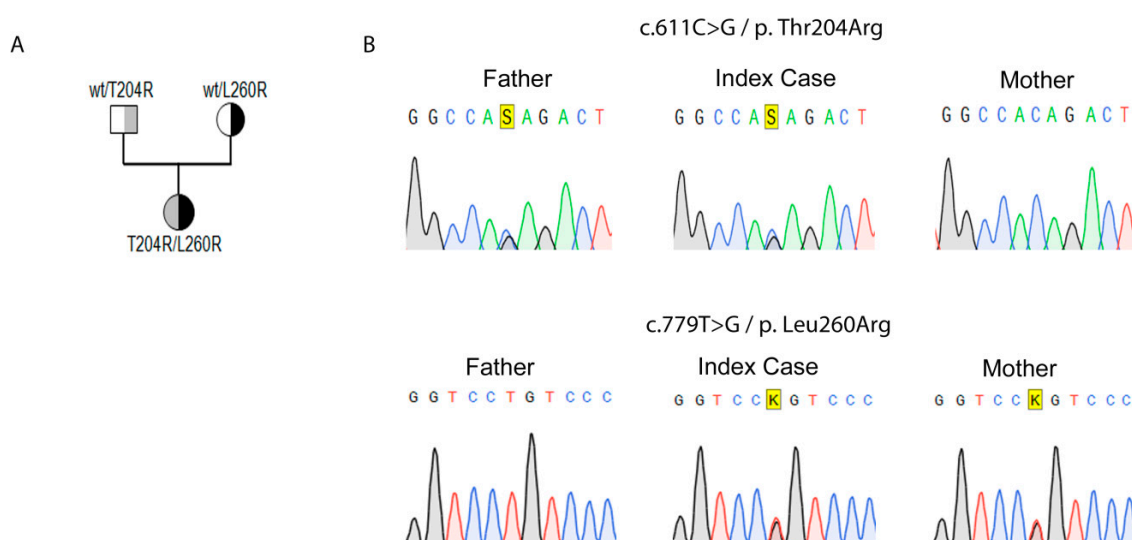 A
B
wt/T204R wt/L260R
T204R/L260R
c.611C>G / p. Thr204Arg
Father Index Case Mother
G G C C A S A G A C T G G C C A S A G A C T G G C C A C A G A C T
c.779T>G / p. Leu260Arg
Father Index Case Mother
G G T C C T G T C C C G G T C C K G T C C C G G T C C K G T C C C